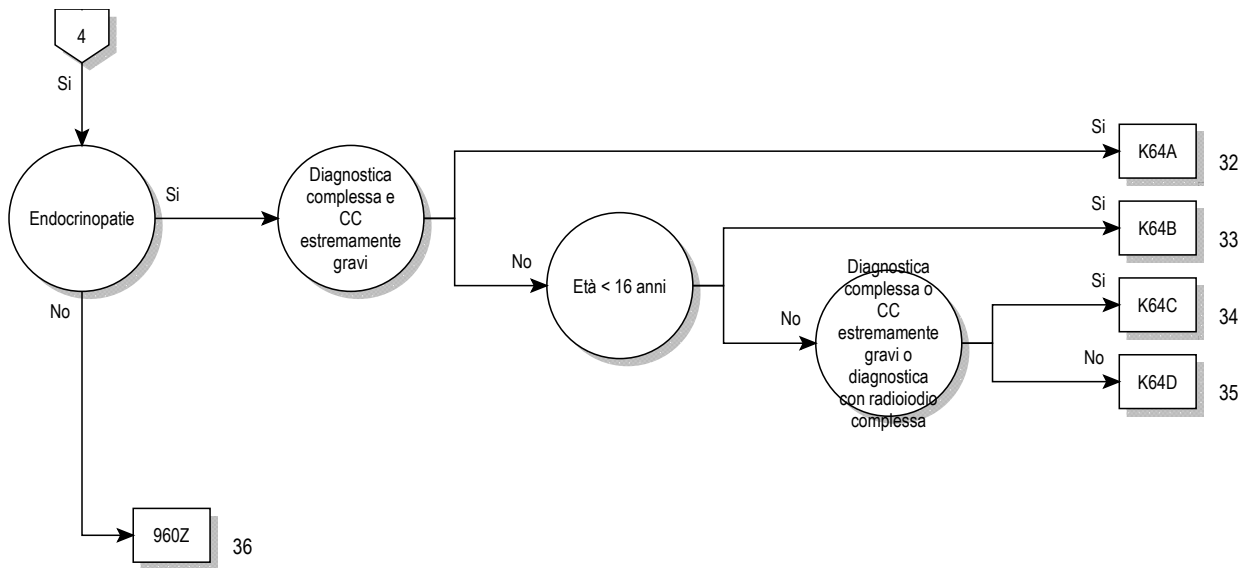 4
Si
Endocrinopatie
Si
Diagnostica
complessa e
CC
estremamente
gravi
Si
K64A
32
No
Età < 16 anni
Si
K64B
33
No
Diagnostica
complessa o
CC
estremamente
gravi o
diagnostica
con radioiodio
complessa
Si
K64C
34
No
K64D
35
No
960Z
36